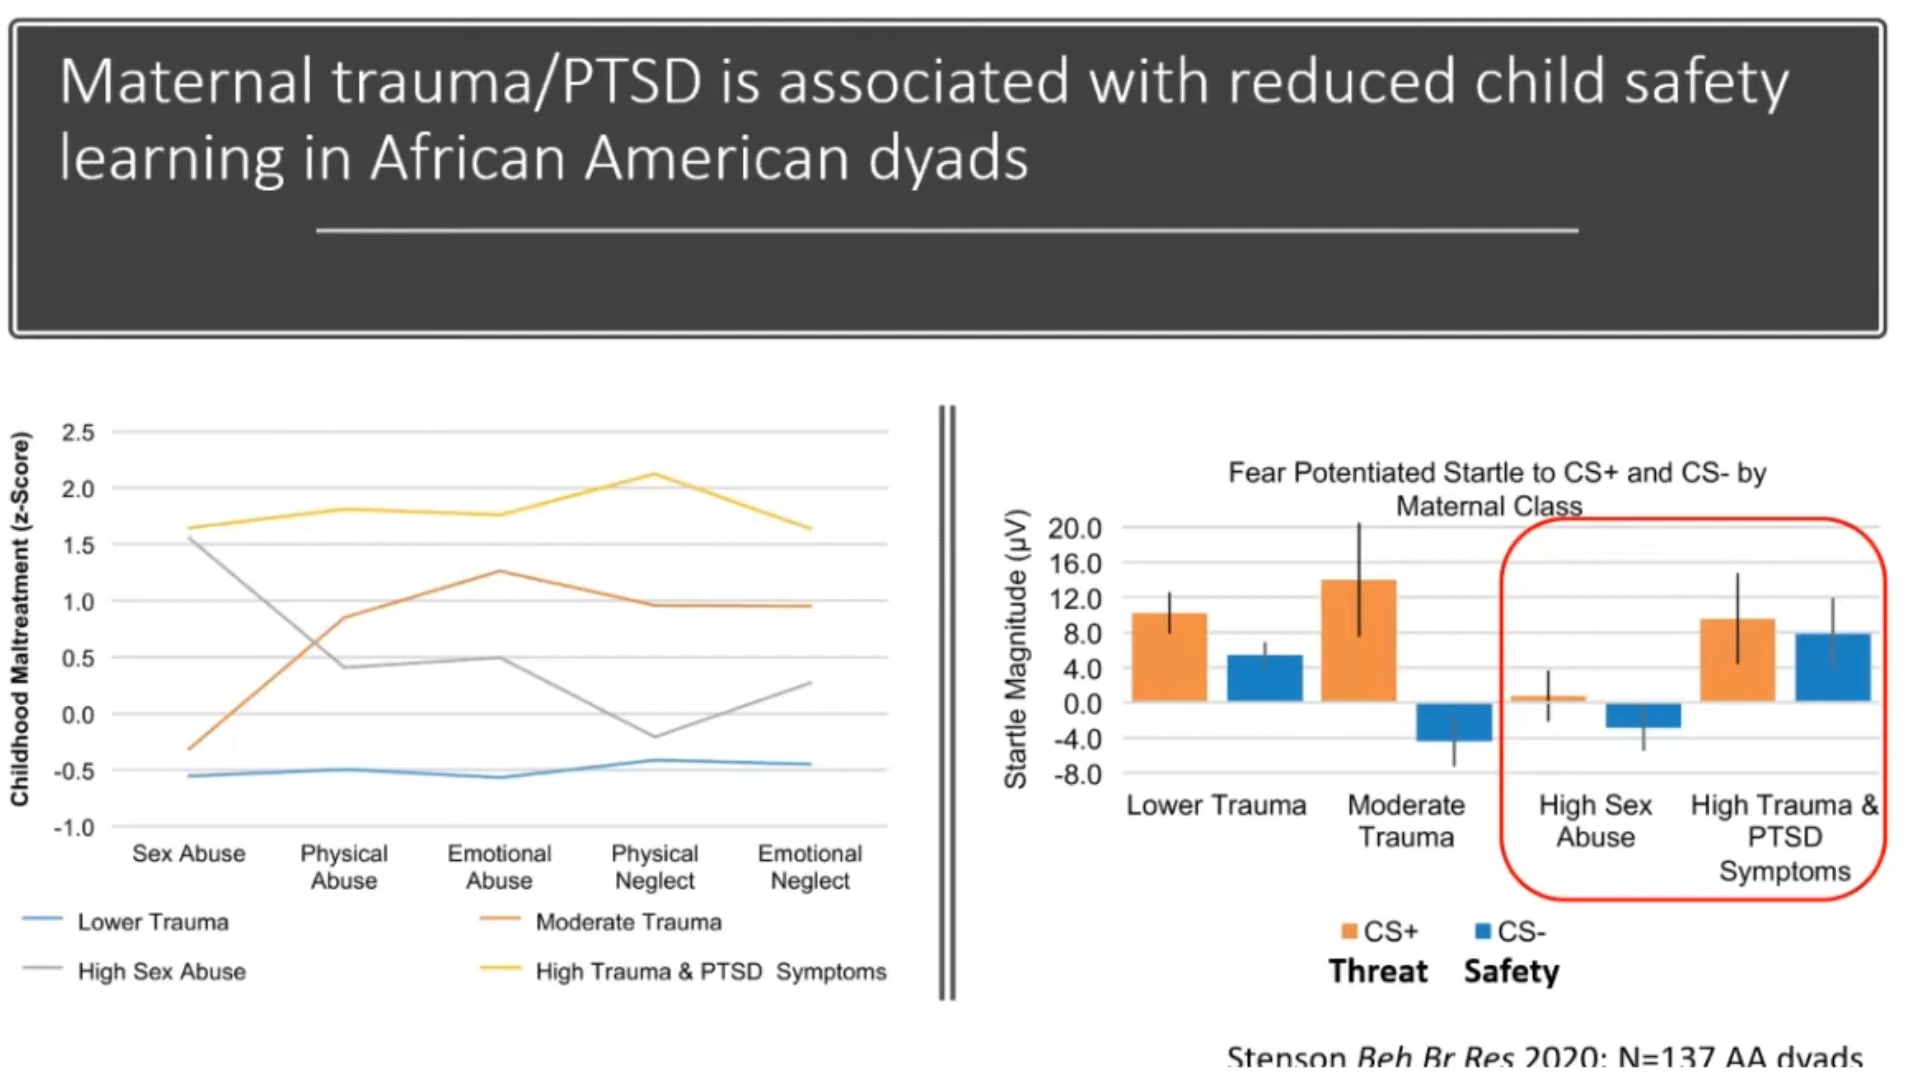 Maternal trauma/PTSD is associated with reduced child safety
learning in African American dyads
Childhood Maltreatment (z-Score)
2.5
2.0
1.5
1.0
0.5
0.0
-0.5
-1.0
Sex Abuse
Physical
Abuse
Emotional
Abuse
Physical
Neglect
Emotional
Neglect
Lower Trauma
Moderate Trauma
High Sex Abuse
High Trauma & PTSD Symptoms
Fear Potentiated Startle to CS+ and CS- by
Maternal Class
Startle Magnitude (µV)
20.0
16.0
12.0
8.0
4.0
0.0
-4.0
-8.0
Lower Trauma
Moderate
Trauma
High Sex
Abuse
High Trauma &
PTSD
Symptoms
CS+
CS-
Threat
Safety
Stenson Beh Br Res 2020; N=137 AA dyads